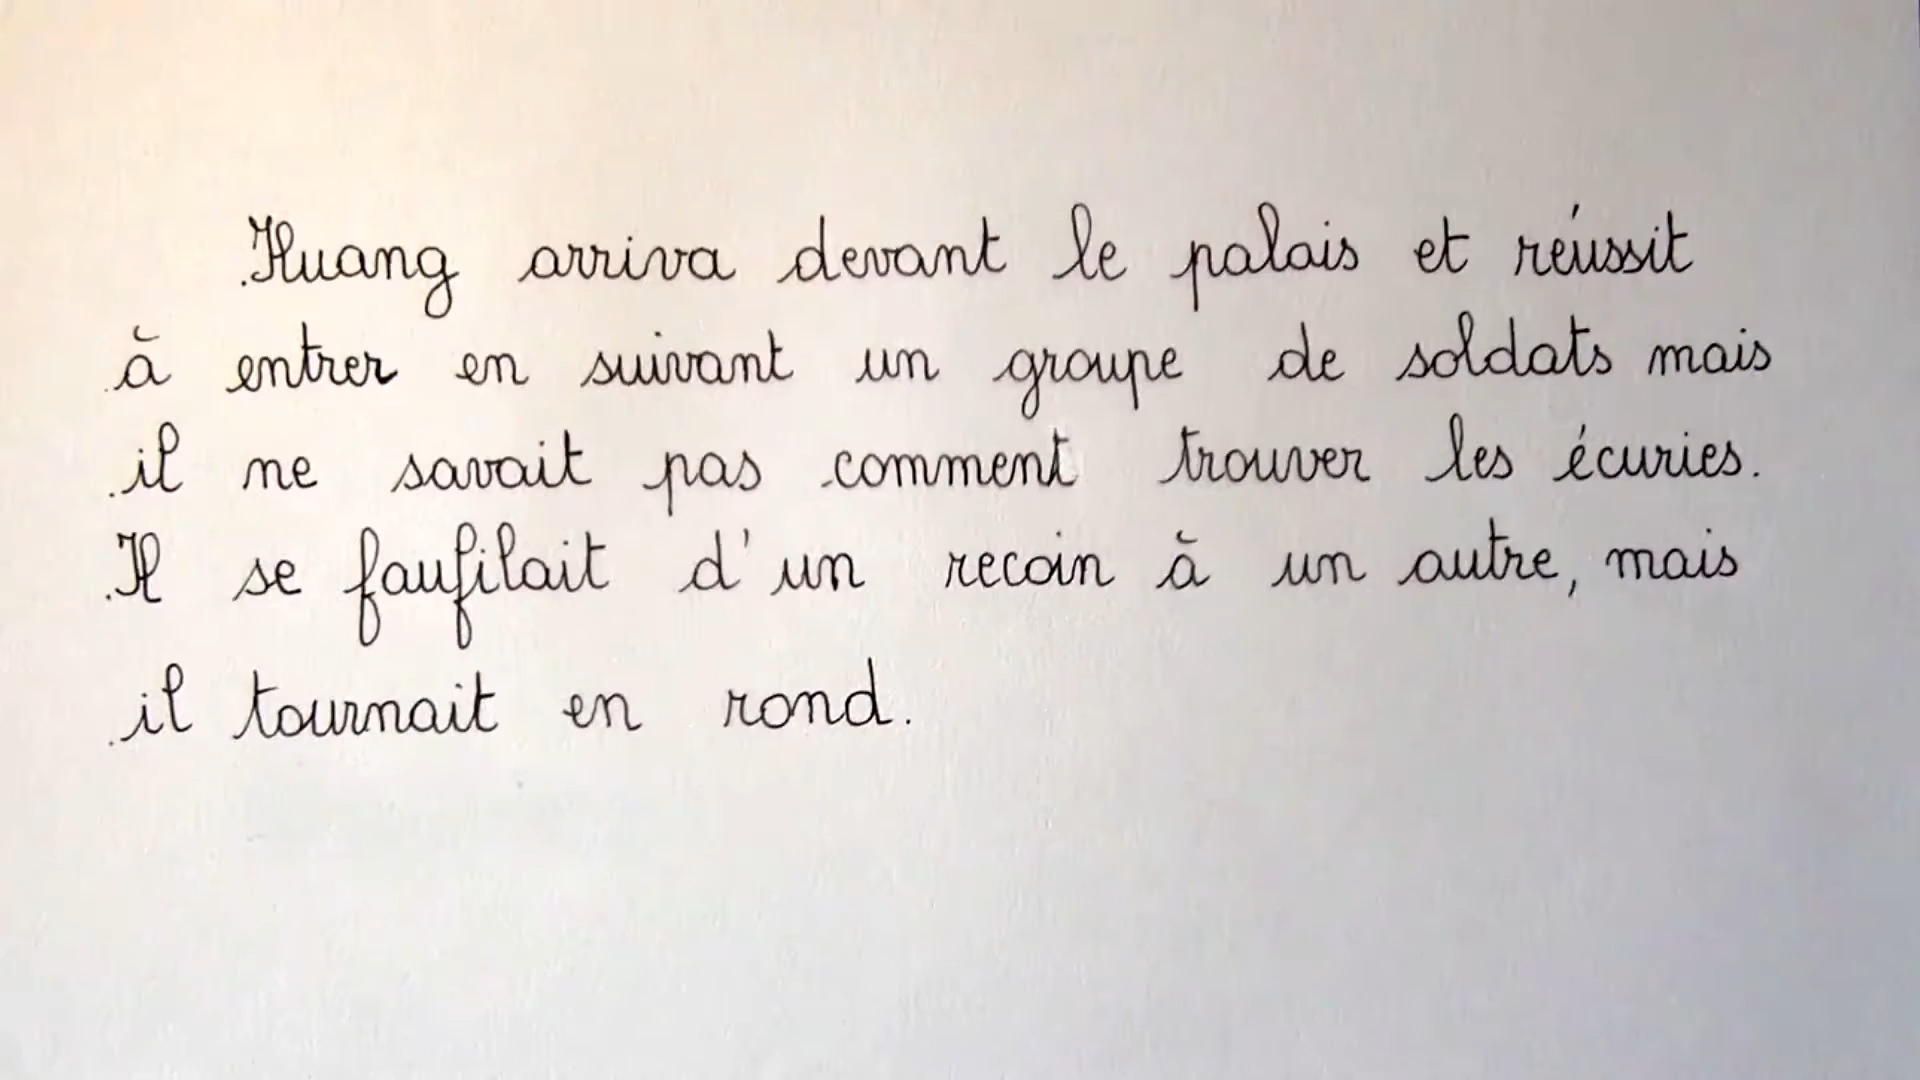 Huang arriva devant le palais et réussit
à entrer en suivant un groupe de soldats mais
il ne savait pas comment trouver les écuries.
Il se faufilait d'un recoin à un autre, mais
il tournait en rond.